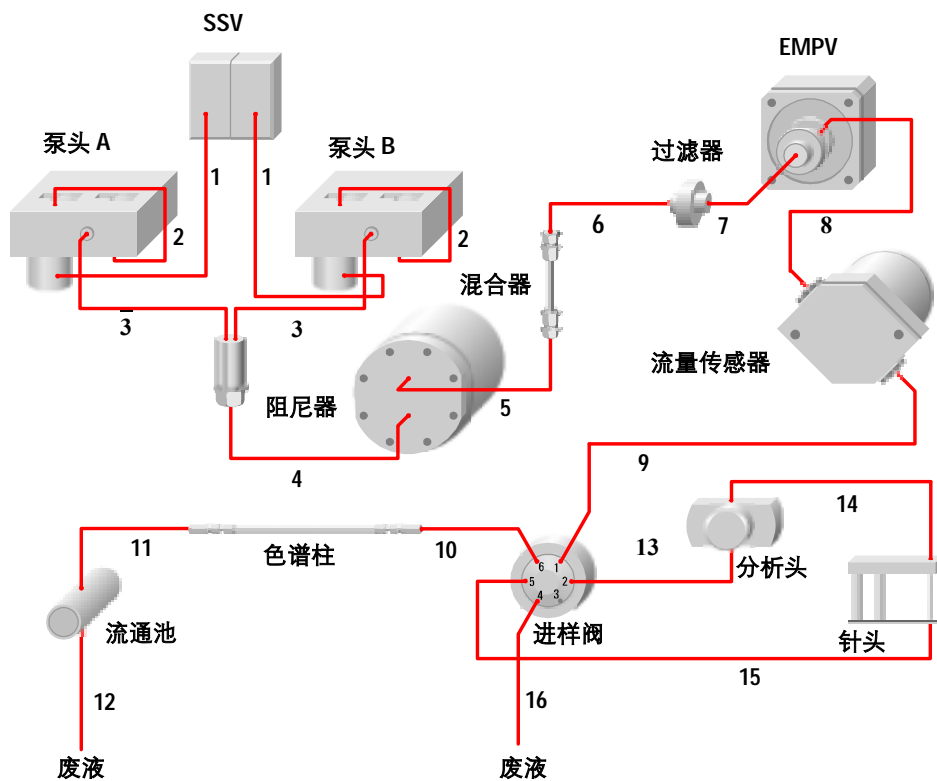 SSV
EMPV
泵头 A
泵头 B
1
1
2
2
3
3
过滤器
6
7
8
混合器
流量传感器
阻尼器
5
4
9
14
11
色谱柱
10
13
分析头
6
1
5
2
4
3
流通池
进样阀
针头
15
12
16
废液
废液